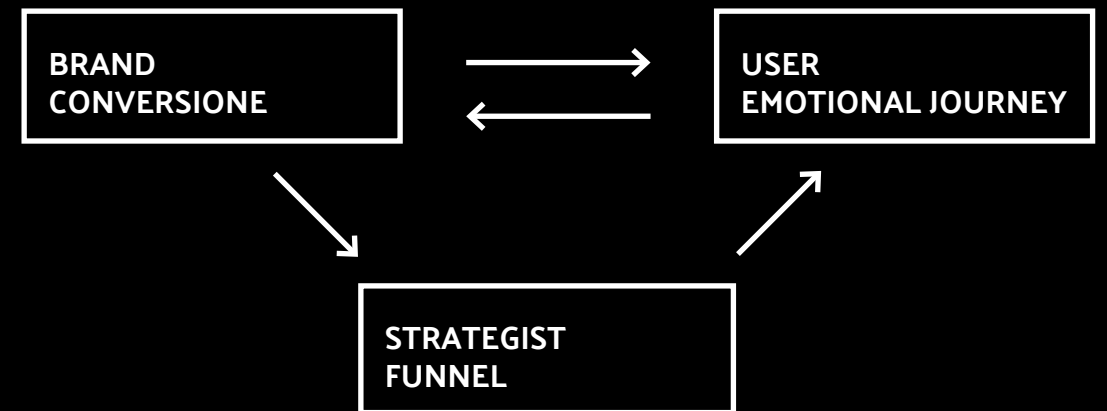 BRAND
CONVERSIONE
USER
EMOTIONAL JOURNEY
STRATEGIST
FUNNEL